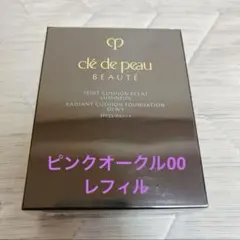 clé de peau
BEAUTÉ
TEINT CUSHION ÉCLAT
LUMINEUX
RADIANT CUSHION FOUNDATION
DEWY
ピンクオークル00
レフィル